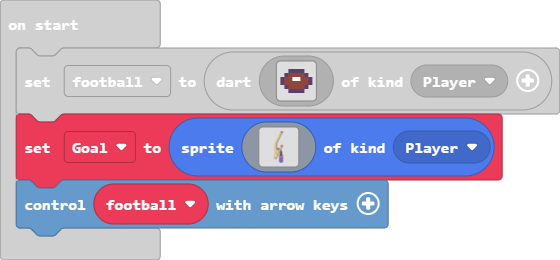 on start
set football to dart of kind Player
set Goal to sprite of kind Player
control football with arrow keys